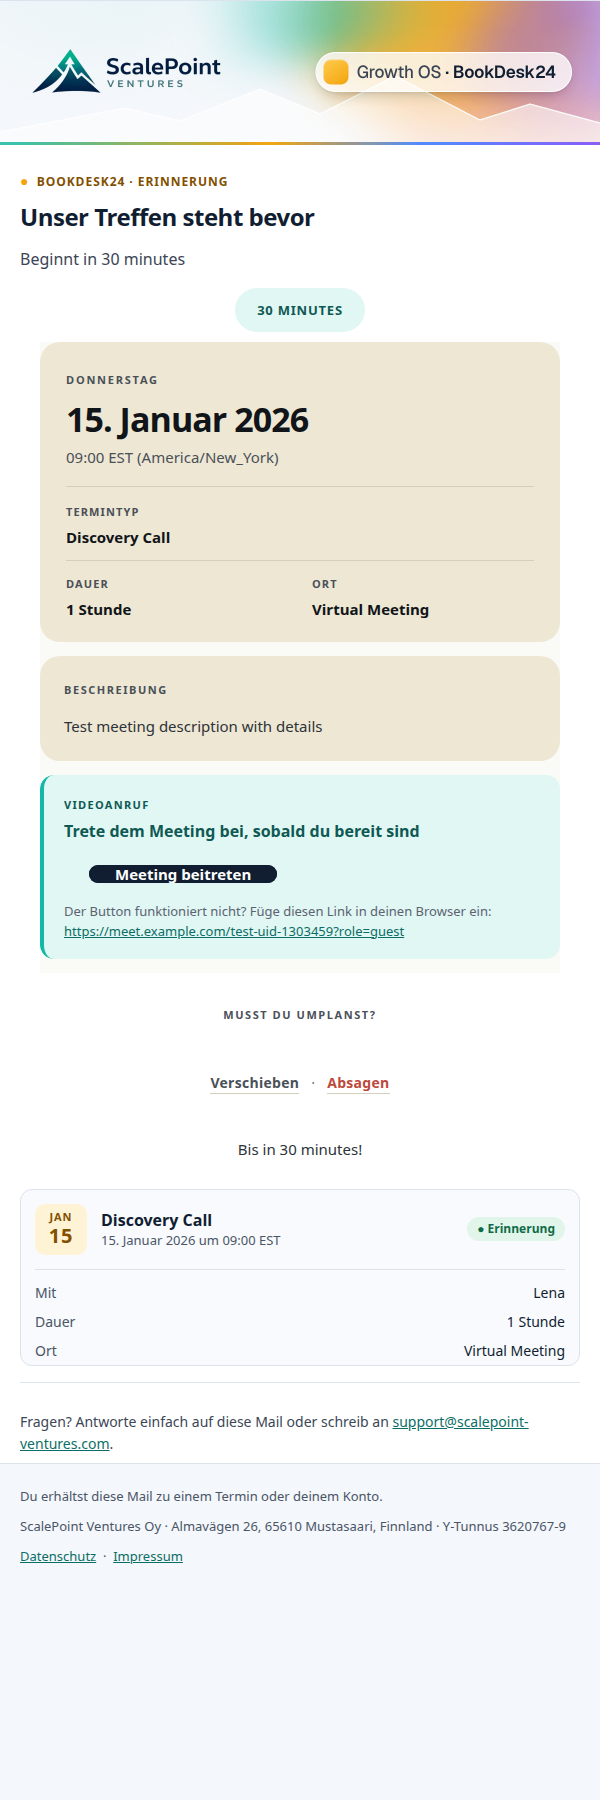 ScalePoint
VENTURES
Growth OS · BookDesk24
BOOKDESK24 · ERINNERUNG
Unser Treffen steht bevor
Beginnt in 30 minutes
30 MINUTES
DONNERSTAG
15. Januar 2026
09:00 EST (America/New_York)
TERMINTYP
Discovery Call
DAUER ORT
1 Stunde Virtual Meeting
BESCHREIBUNG
Test meeting description with details
VIDEOANRUF
Trete dem Meeting bei, sobald du bereit sind
Meeting beitreten
Der Button funktioniert nicht? Füge diesen Link in deinen Browser ein:
https://meet.example.com/test-uid-1303459?role=guest
MUSST DU UMPLANST?
Verschieben · Absagen
Bis in 30 minutes!
JAN
15
Discovery Call
15. Januar 2026 um 09:00 EST
● Erinnerung
Mit Lena
Dauer 1 Stunde
Ort Virtual Meeting
Fragen? Antworte einfach auf diese Mail oder schreib an support@scalepoint-
ventures.com.
Du erhältst diese Mail zu einem Termin oder deinem Konto.
ScalePoint Ventures Oy · Almavägen 26, 65610 Mustasaari, Finnland · Y-Tunnus 3620767-9
Datenschutz · Impressum